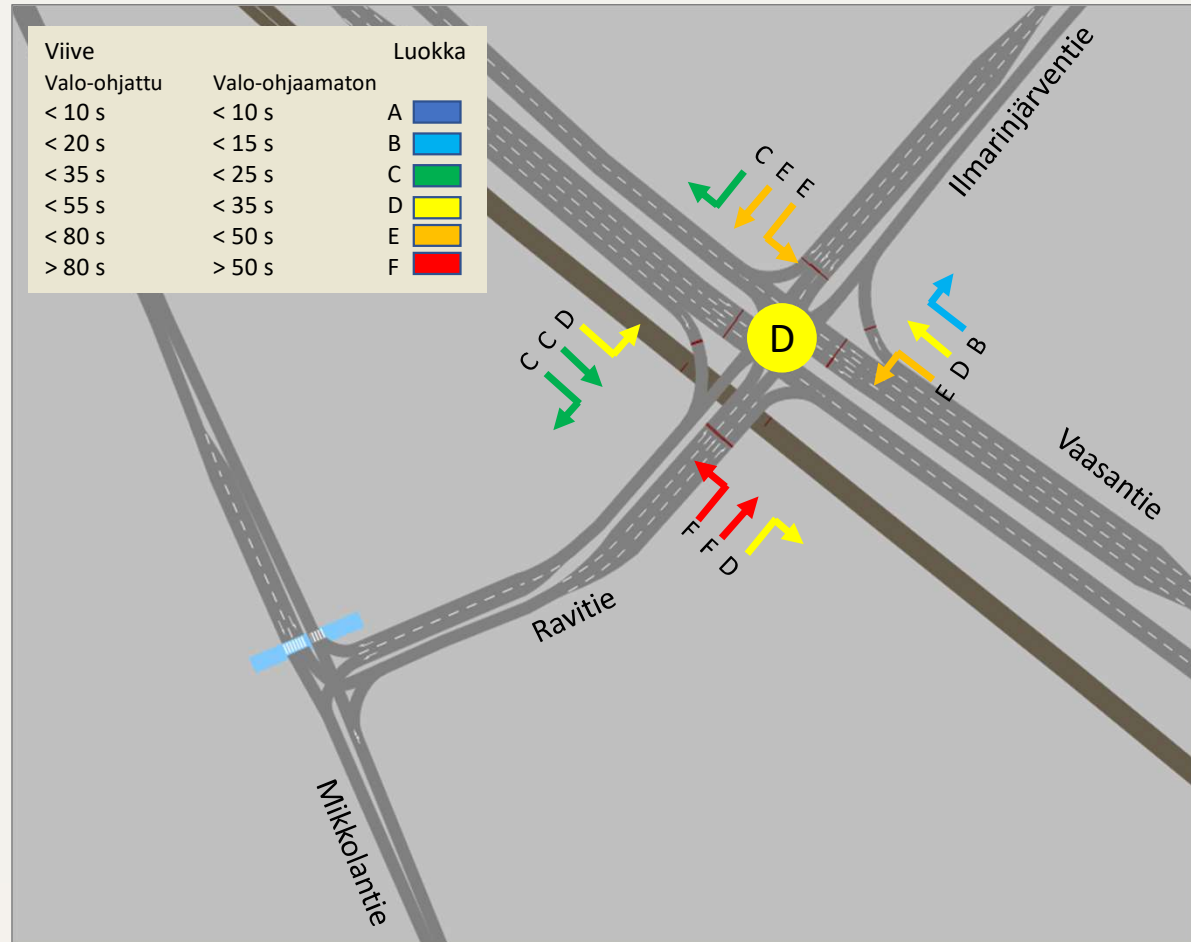 Viive Luokka
Valo-ohjattu Valo-ohjaamaton
< 10 s < 10 s A
< 20 s < 15 s B
< 35 s < 25 s C
< 55 s < 35 s D
< 80 s < 50 s E
> 80 s > 50 s F
Ilmarinjärventie
C E E
D
B
D
E
D
C
C
Vaasantie
F F D
Ravitie
Mikkolantie